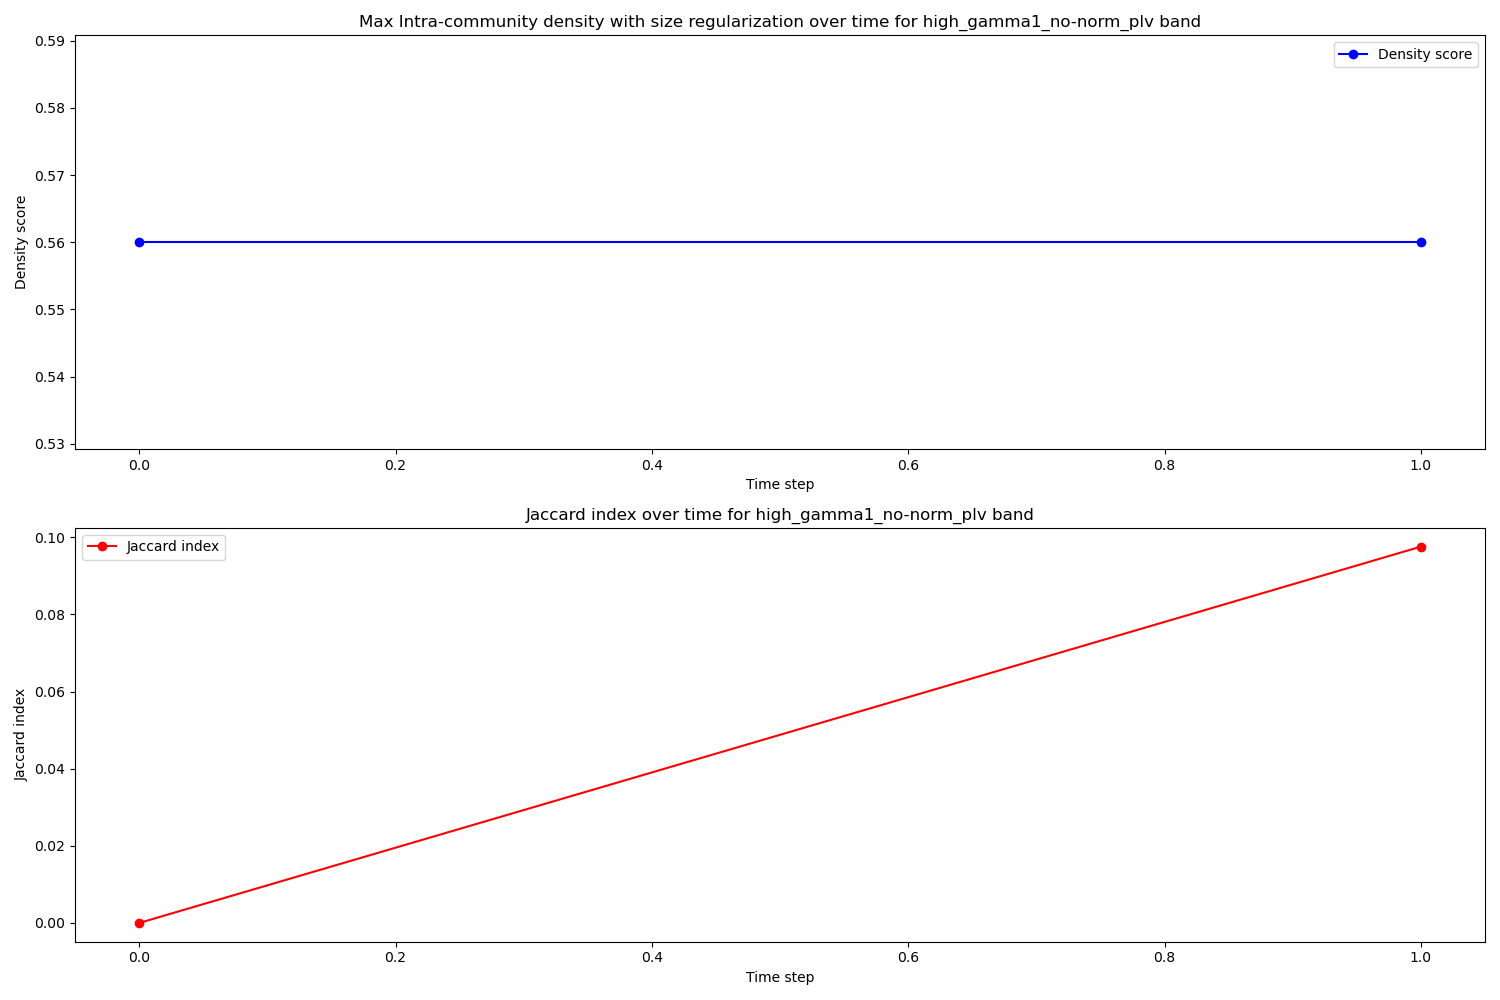 Max Intra-community density with size regularization over time for high_gamma1_no-norm_plv band
Density score
0.59
0.58
0.57
0.56
0.55
0.54
0.53
Density score
0.0 0.2 0.4 0.6 0.8 1.0
Time step
Jaccard index over time for high_gamma1_no-norm_plv band
Jaccard index
0.10
0.08
0.06
0.04
0.02
0.00
Jaccard index
0.0 0.2 0.4 0.6 0.8 1.0
Time step